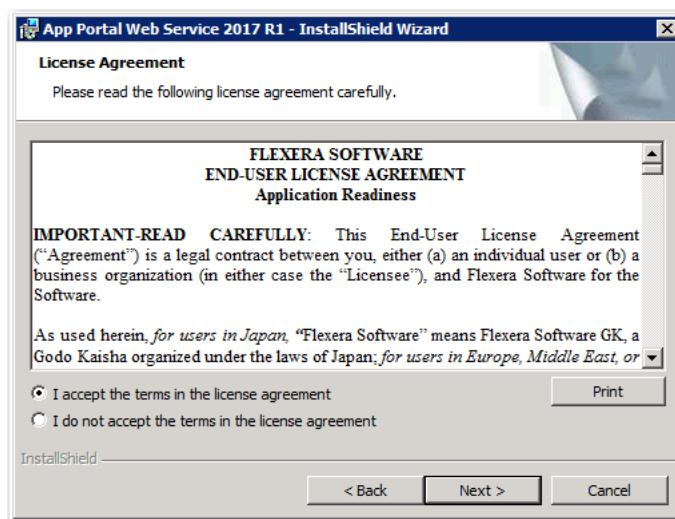 App Portal Web Service 2017 R1 - InstallShield Wizard
License Agreement
Please read the following license agreement carefully.
FLEXERA SOFTWARE
END-USER LICENSE AGREEMENT
Application Readiness
IMPORTANT-READ CAREFULLY: This End-User License Agreement
(“Agreement”) is a legal contract between you, either (a) an individual user or (b) a
business organization (in either case the “Licensee”), and Flexera Software for the
Software.
As used herein, for users in Japan, “Flexera Software” means Flexera Software GK, a
Godo Kaisha organized under the laws of Japan; for users in Europe, Middle East, or
I accept the terms in the license agreement
Print
I do not accept the terms in the license agreement
InstallShield
< Back
Next >
Cancel